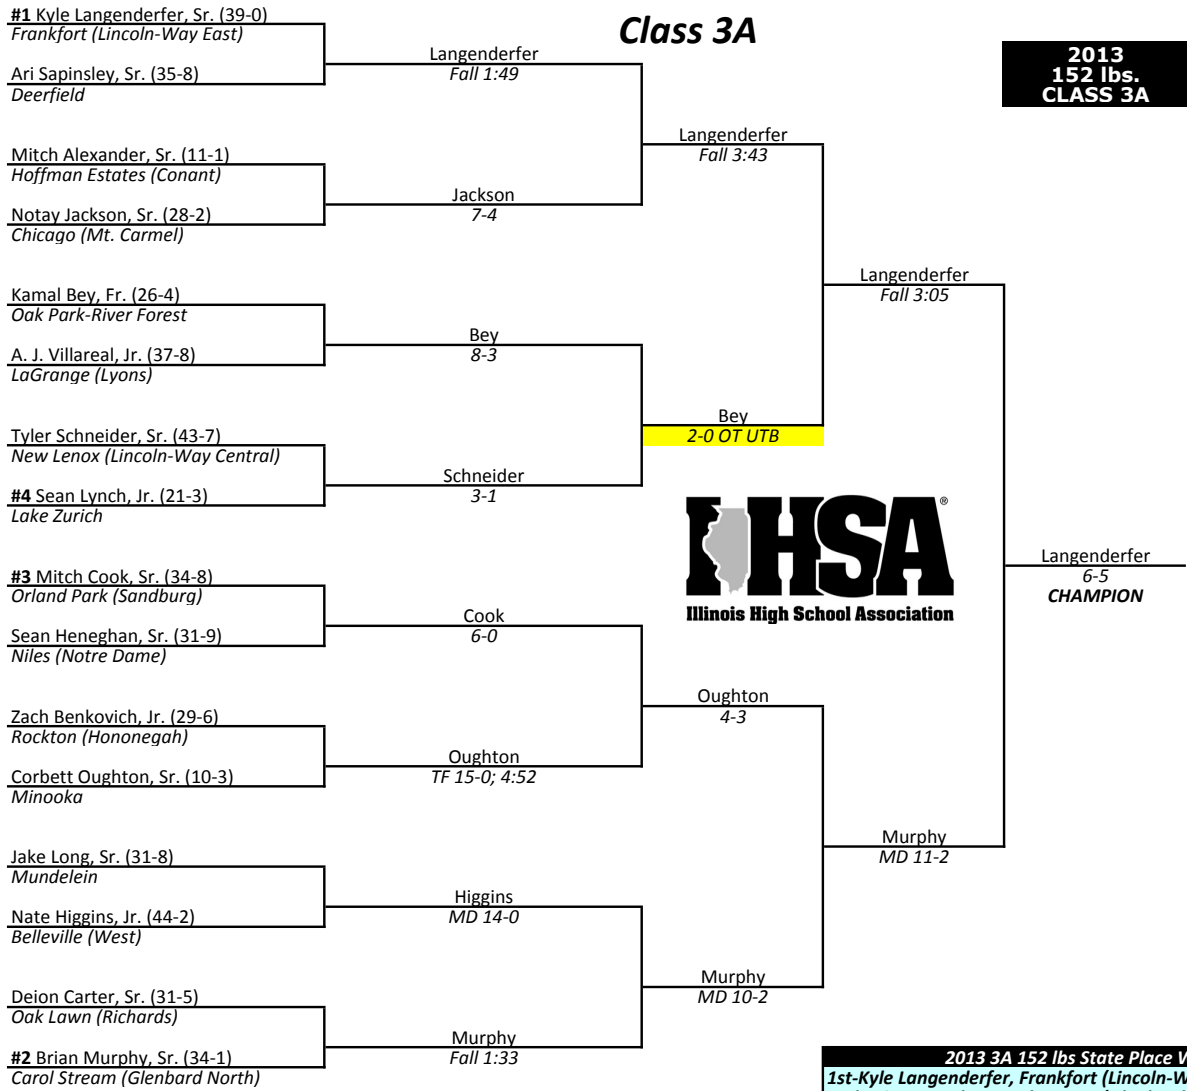 Class 3A
2013
152 lbs.
CLASS 3A
#1 Kyle Langenderfer, Sr. (39-0)
Frankfort (Lincoln-Way East)
Langenderfer
Fall 1:49
Ari Sapinsley, Sr. (35-8)
Deerfield
Langenderfer
Fall 3:43
Mitch Alexander, Sr. (11-1)
Hoffman Estates (Conant)
Jackson
7-4
Notay Jackson, Sr. (28-2)
Chicago (Mt. Carmel)
Langenderfer
Fall 3:05
Kamal Bey, Fr. (26-4)
Oak Park-River Forest
Bey
8-3
A. J. Villareal, Jr. (37-8)
LaGrange (Lyons)
Bey
2-0 OT UTB
Tyler Schneider, Sr. (43-7)
New Lenox (Lincoln-Way Central)
Schneider
3-1
#4 Sean Lynch, Jr. (21-3)
Lake Zurich
IHSA®
Illinois High School Association
Langenderfer
6-5
CHAMPION
#3 Mitch Cook, Sr. (34-8)
Orland Park (Sandburg)
Cook
6-0
Sean Heneghan, Sr. (31-9)
Niles (Notre Dame)
Oughton
4-3
Zach Benkovich, Jr. (29-6)
Rockton (Hononegah)
Oughton
TF 15-0; 4:52
Corbett Oughton, Sr. (10-3)
Minooka
Murphy
MD 11-2
Jake Long, Sr. (31-8)
Mundelein
Higgins
MD 14-0
Nate Higgins, Jr. (44-2)
Belleville (West)
Murphy
MD 10-2
Deion Carter, Sr. (31-5)
Oak Lawn (Richards)
Murphy
Fall 1:33
#2 Brian Murphy, Sr. (34-1)
Carol Stream (Glenbard North)
2013 3A 152 lbs State Place W
1st-Kyle Langenderfer, Frankfort (Lincoln-W